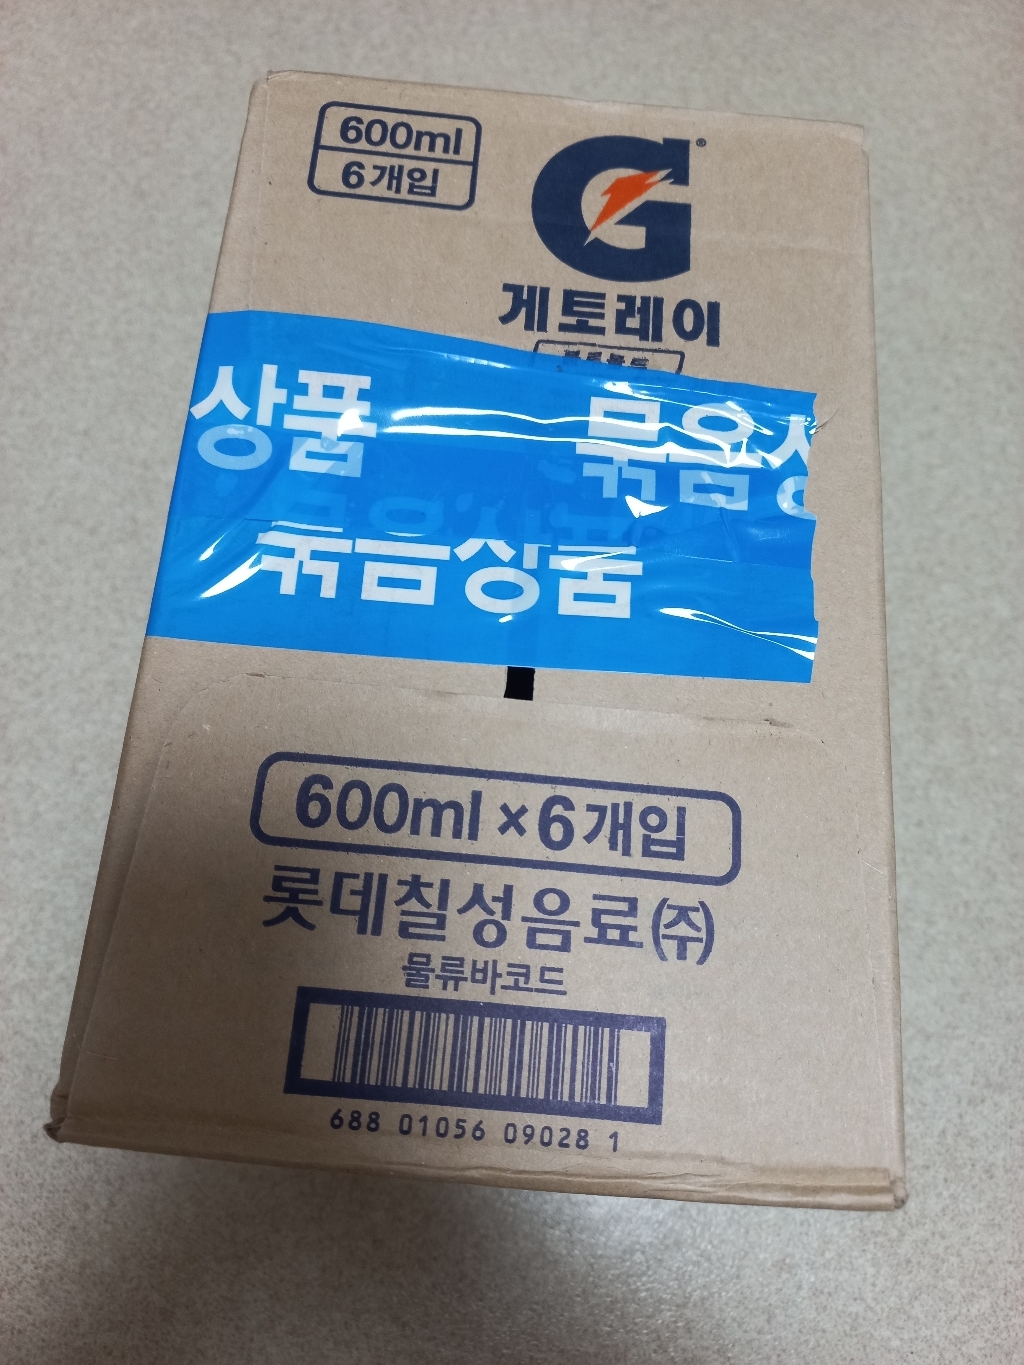 600ml
6개입
G®
게토레이
상품 묶음상
묶음상품
600ml×6개입
롯데칠성음료(주)
물류바코드
688 01056 09028 1